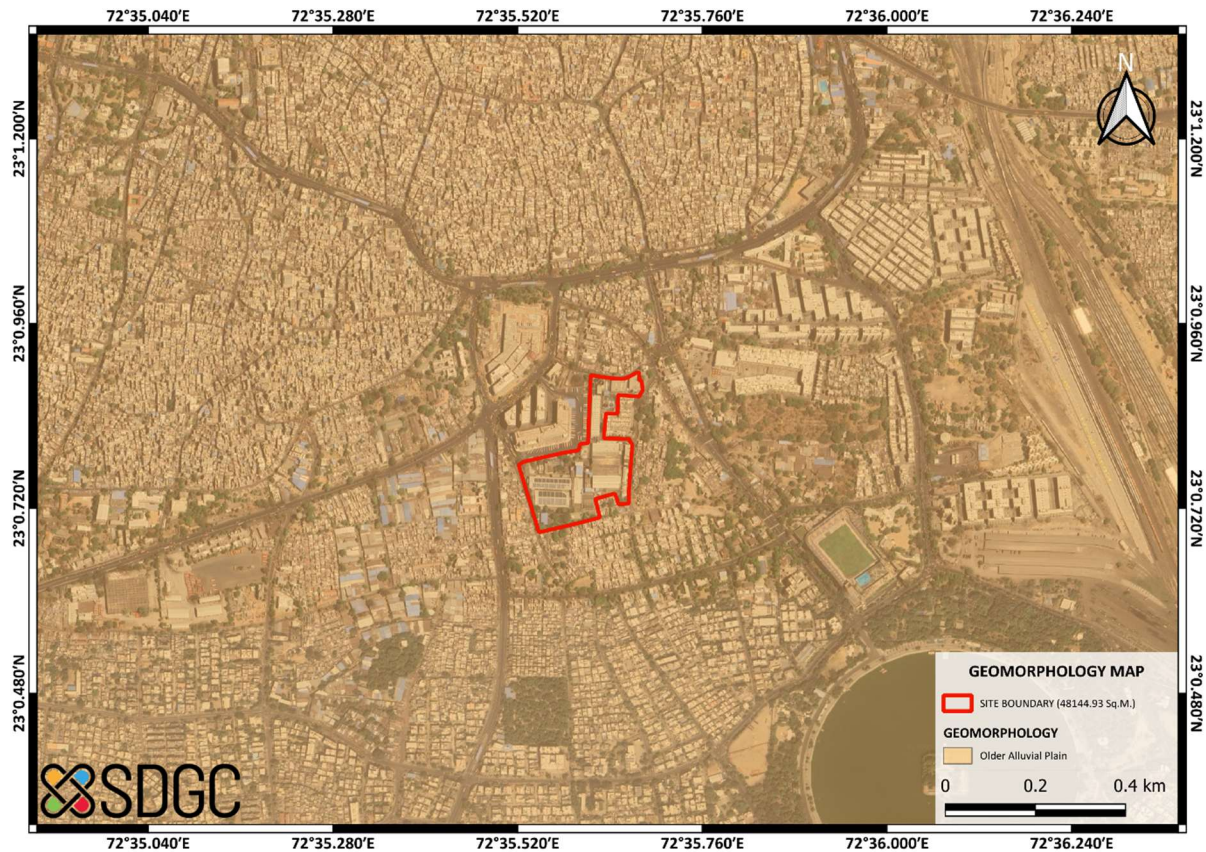 72°35.040′E 72°35.280′E 72°35.520′E 72°35.760′E 72°36.000′E 72°36.240′E
N
23°1.200′N
23°1.200′N
23°0.960′N
23°0.960′N
23°0.720′N
23°0.720′N
23°0.480′N
23°0.480′N
GEOMORPHOLOGY MAP
SITE BOUNDARY (48144.93 Sq.M.)
GEOMORPHOLOGY
Older Alluvial Plain
0 0.2 0.4 km
SDGC
72°35.040′E 72°35.280′E 72°35.520′E 72°35.760′E 72°36.000′E 72°36.240′E